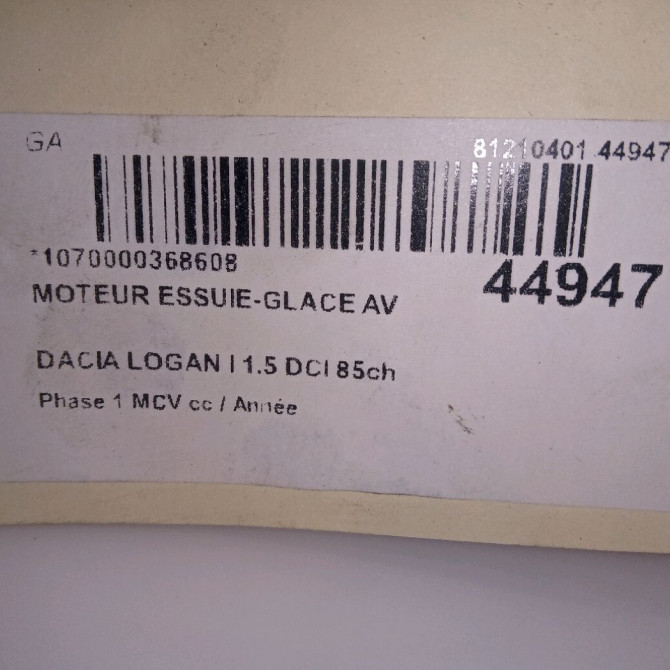 GA
81210401 44947
*1070000368608
44947
MOTEUR ESSUIE-GLACE AV
DACIA LOGAN I 1.5 DCI 85ch
Phase 1 MCV cc / Année